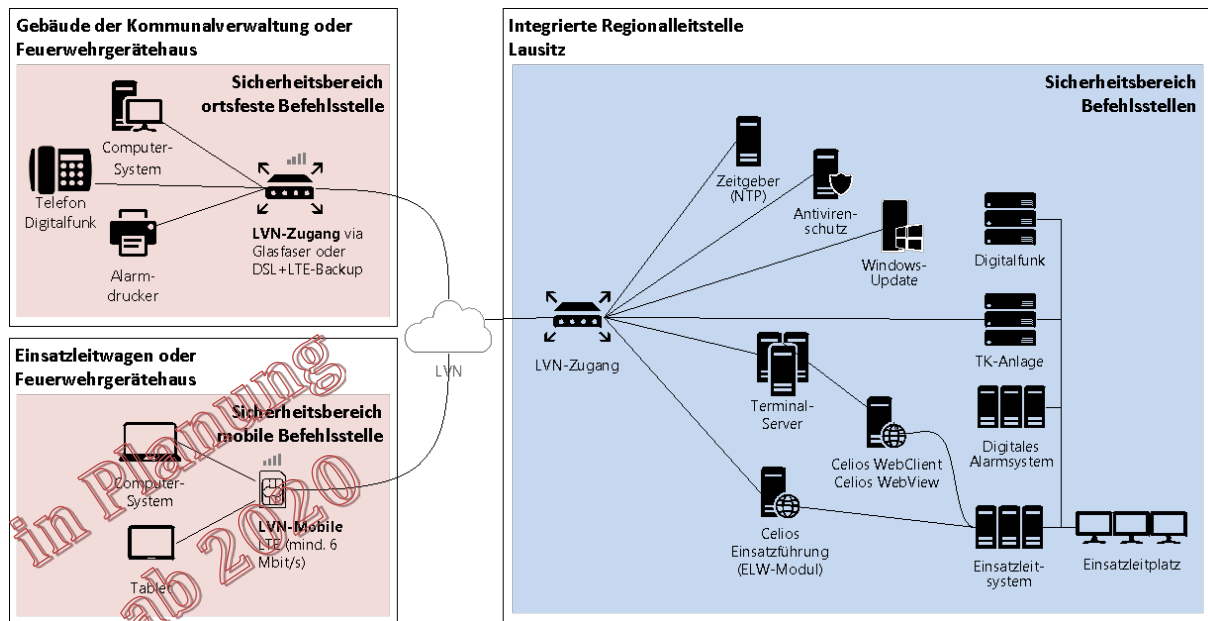 Gebäude der Kommunalverwaltung oder
Feuerwehrgerätehaus
Sicherheitsbereich
ortsfeste Befehlsstelle
Computer-
System
Telefon
Digitalfunk
Alarm-
drucker
LVN-Zugang via
Glasfaser oder
DSL+LTE-Backup
Einsatzleitwagen oder
Feuerwehrgerätehaus
Sicherheitsbereich
mobile Befehlsstelle
Computer-
System
Tablet
LVN-Mobile
LTE (mind. 6
Mbit/s)
in Planung
ab 2020
LVN
Integrierte Regionalleitstelle
Lausitz
Sicherheitsbereich
Befehlsstellen
Zeitgeber
(NTP)
Antiviren-
schutz
Windows-
Update
Digitalfunk
LVN-Zugang
TK-Anlage
Terminal-
Server
Celios WebClient
Celios WebView
Digitales
Alarmsystem
Celios
Einsatzführung
(ELW-Modul)
Einsatzleit-
system
Einsatzleitplatz